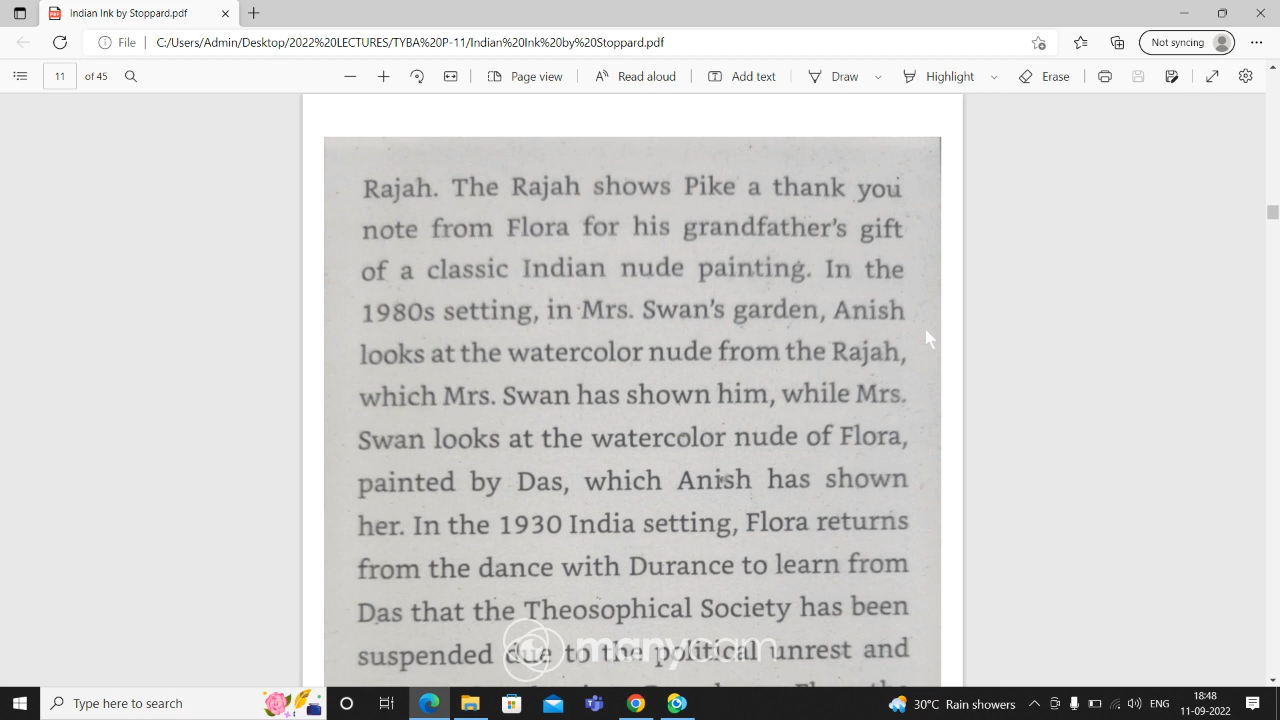 Indian Ink by Stoppard.pdf
File C:/Users/Admin/Desktop/2022%20LECTURES/TYBA%20P-11/Indian%20Ink%20by%20Stoppard.pdf
Not syncing
11 of 45
Page view
Read aloud
Add text
Draw
Highlight
Erase
Rajah. The Rajah shows Pike a thank you
note from Flora for his grandfather's gift
of a classic Indian nude painting. In the
1980s setting, in Mrs. Swan's garden, Anish
looks at the watercolor nude from the Rajah,
which Mrs. Swan has shown him, while Mrs.
Swan looks at the watercolor nude of Flora,
painted by Das, which Anish has shown
her. In the 1930 India setting, Flora returns
from the dance with Durance to learn from
Das that the Theosophical Society has been
suspended due to the political unrest and
manycam
Type here to search
30°C Rain showers
ENG
18:48
11-09-2022